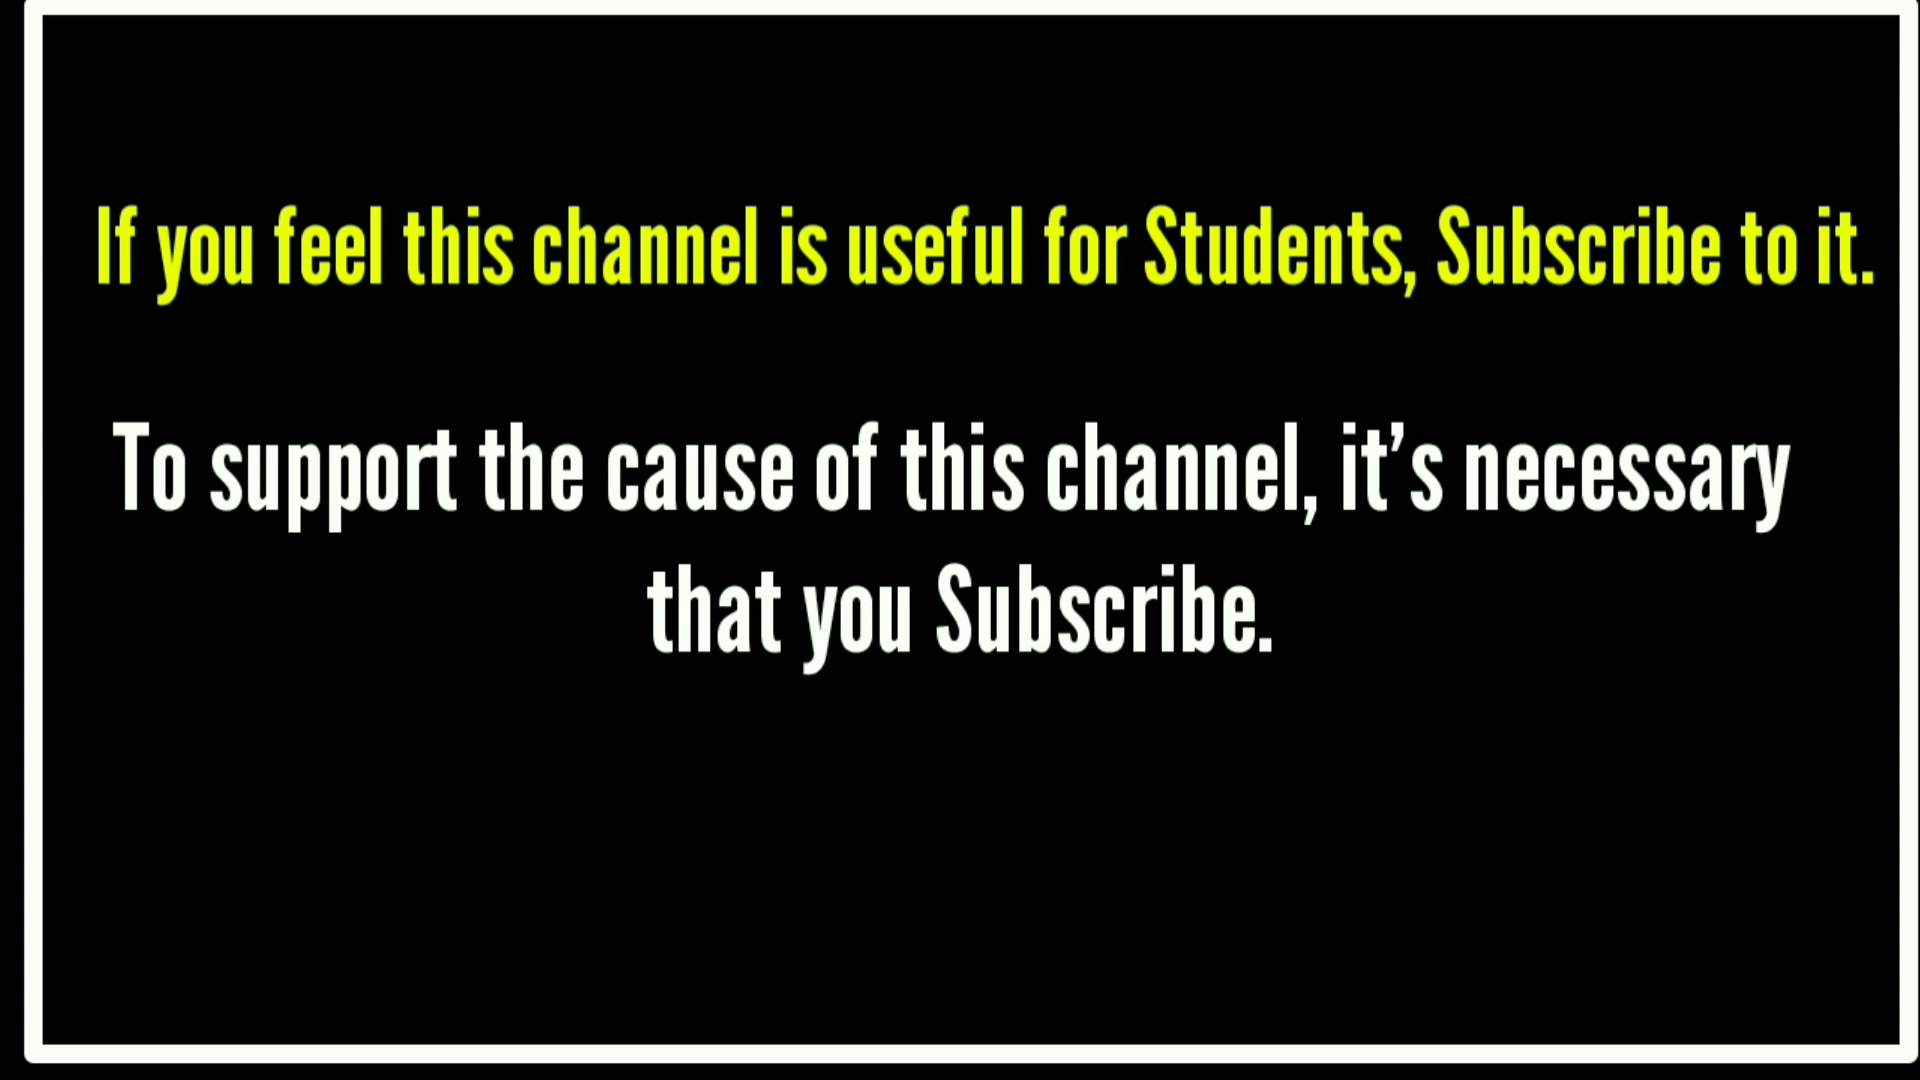 If you feel this channel is useful for Students, Subscribe to it.
To support the cause of this channel, it’s necessary
that you Subscribe.